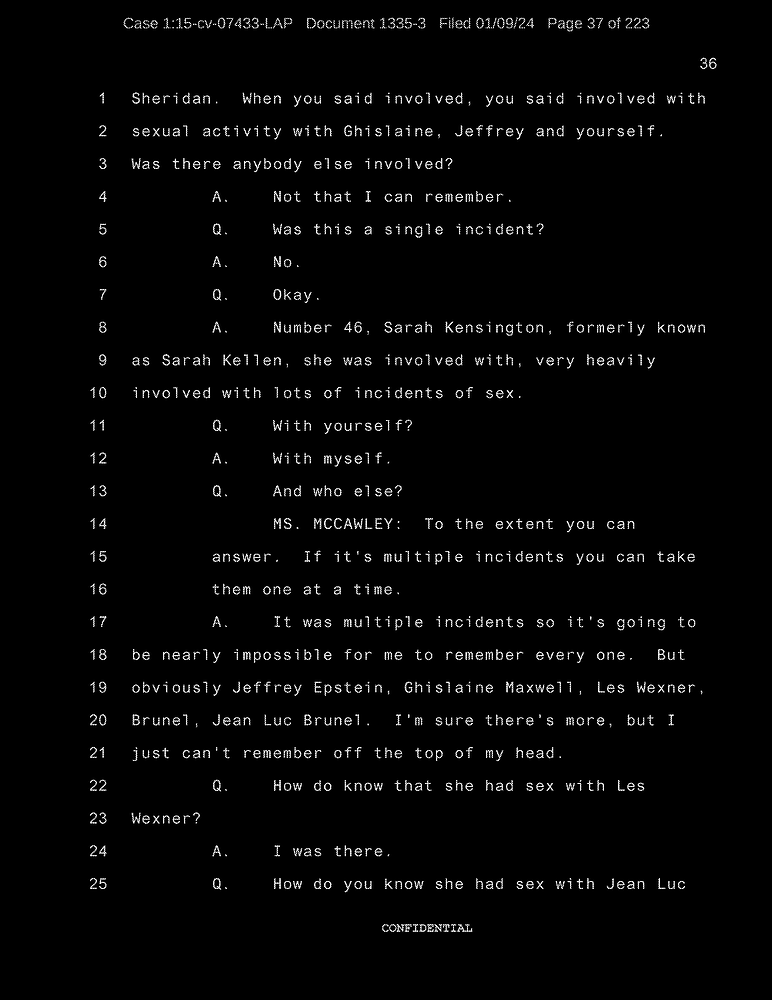 Case 1:15-cv-07433-LAP Document 1335-3 Filed 01/09/24 Page 37 of 223
36
1 Sheridan. When you said involved, you said involved with
2 sexual activity with Ghislaine, Jeffrey and yourself.
3 Was there anybody else involved?
4 A. Not that I can remember.
5 Q. Was this a single incident?
6 A. No.
7 Q. Okay.
8 A. Number 46, Sarah Kensington, formerly known
9 as Sarah Kellen, she was involved with, very heavily
10 involved with lots of incidents of sex.
11 Q. With yourself?
12 A. With myself.
13 Q. And who else?
14 MS. MCCAWLEY: To the extent you can
15 answer. If it's multiple incidents you can take
16 them one at a time.
17 A. It was multiple incidents so it's going to
18 be nearly impossible for me to remember every one. But
19 obviously Jeffrey Epstein, Ghislaine Maxwell, Les Wexner,
20 Brunel, Jean Luc Brunel. I'm sure there's more, but I
21 just can't remember off the top of my head.
22 Q. How do know that she had sex with Les
23 Wexner?
24 A. I was there.
25 Q. How do you know she had sex with Jean Luc
CONFIDENTIAL